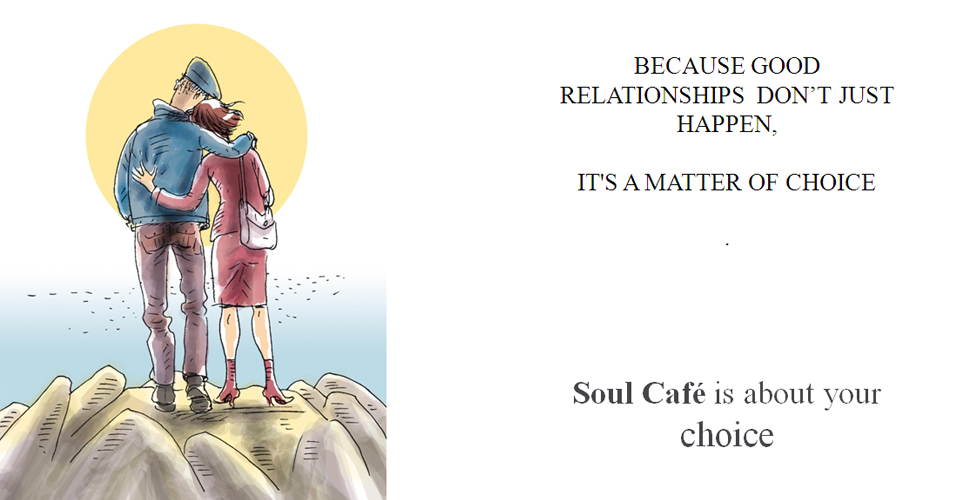 BECAUSE GOOD
RELATIONSHIPS  DON’T JUST
HAPPEN,
IT'S A MATTER OF CHOICE
.
Soul Café is about your
choice